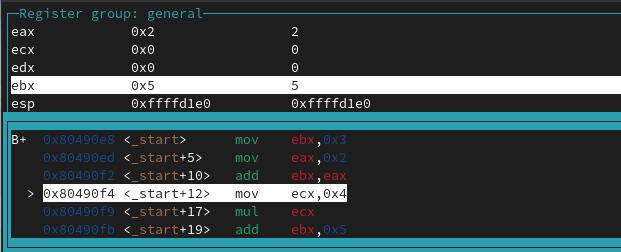 Register group: general
eax 0x2 2
ecx 0x0 0
edx 0x0 0
ebx 0x5 5
esp 0xffffd1e0 0xffffd1e0
B+ 0x80490e8 <_start> mov ebx,0x3
0x80490ed <_start+5> mov eax,0x2
0x80490f2 <_start+10> add ebx,eax
> 0x80490f4 <_start+12> mov ecx,0x4
0x80490f9 <_start+17> mul ecx
0x80490fb <_start+19> add ebx,0x5